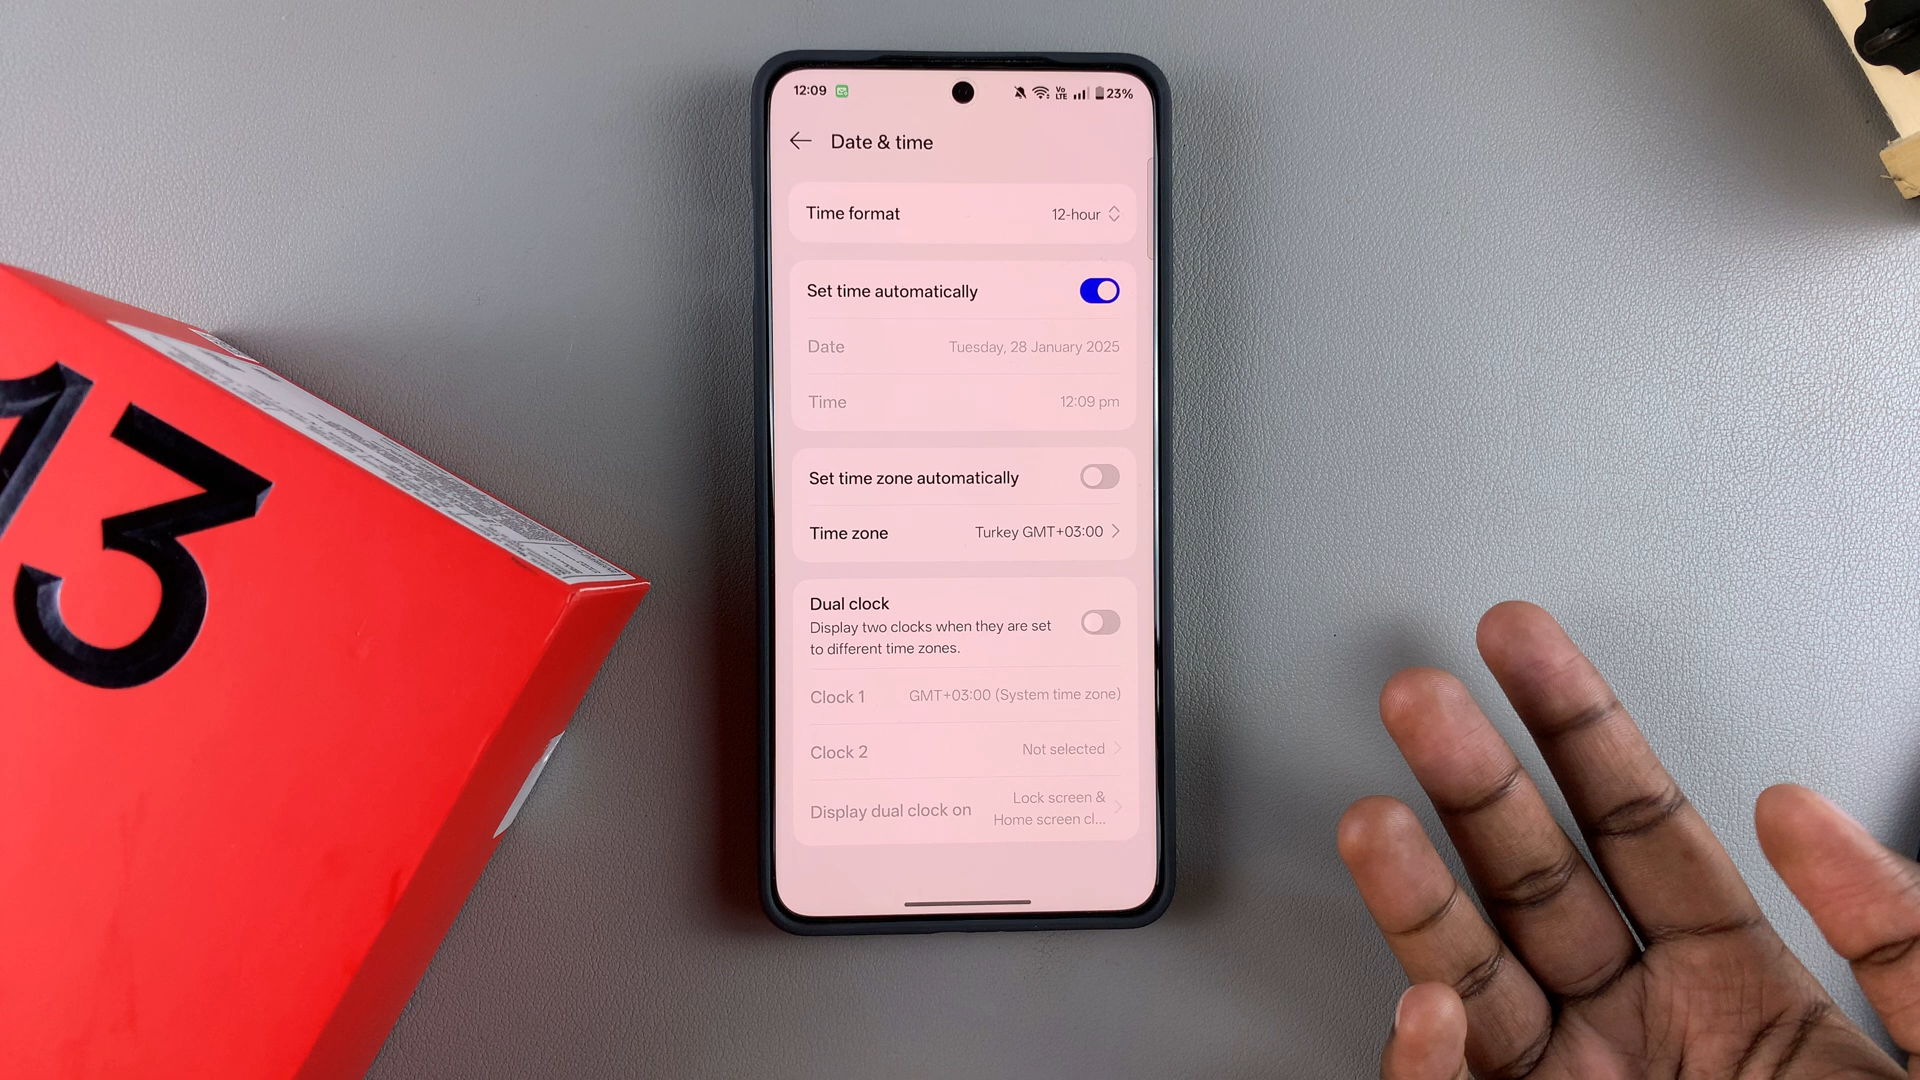 12:09
Vo
LTE
23%
Date & time
Time format 12-hour
Set time automatically
Date Tuesday, 28 January 2025
Time 12:09 pm
Set time zone automatically
Time zone Turkey GMT+03:00
Dual clock
Display two clocks when they are set
to different time zones.
Clock 1 GMT+03:00 (System time zone)
Clock 2 Not selected
Display dual clock on Lock screen &
Home screen cl...
13